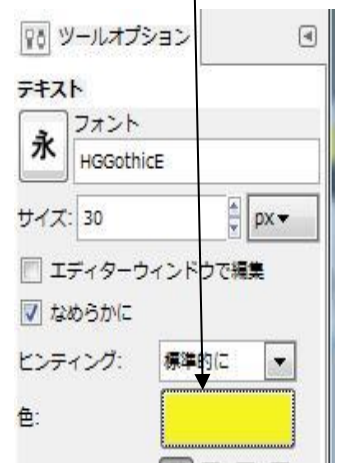 ツールオプション
テキスト
永
フォント
HGGothicE
サイズ: 30 px
エディターウィンドウで編集
なめらかに
ヒンティング: 標準的に
色: